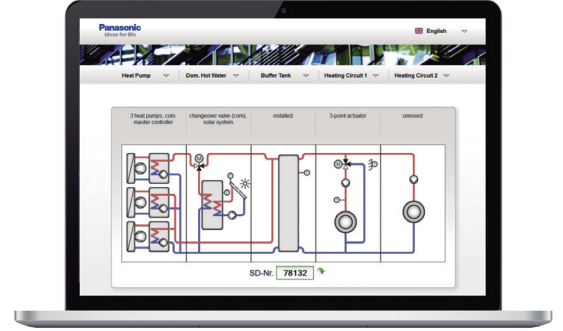 Panasonic
ideas for life
English
Heat Pump
Dom. Hot Water
Buffer Tank
Heating Circuit 1
Heating Circuit 2
3 heat pumps, com.
master controller
changeover valve (com),
solar system
installed
3-point actuator
unmixed
M
M
SD-Nr. 78132